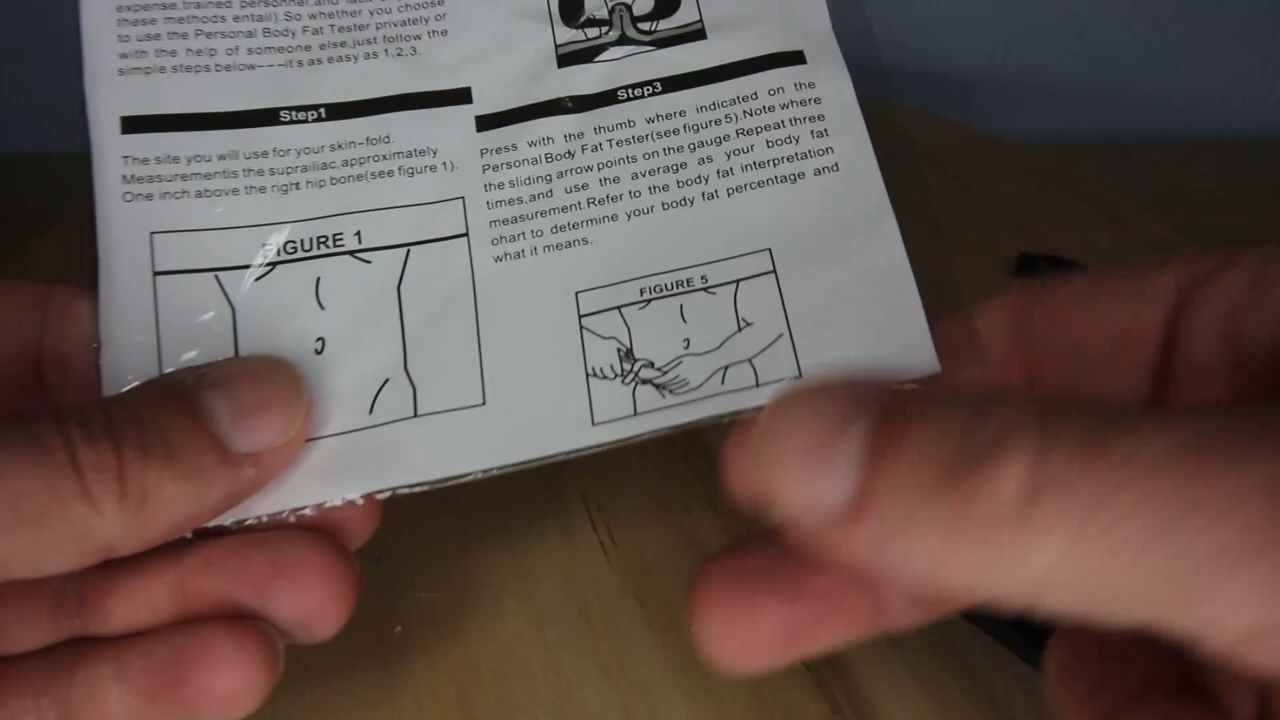 expense,trained personnel,and lack
these methods entail).So whether you choose
to use the Personal Body Fat Tester privately or
with the help of someone else,just follow the
simple steps below---it's as easy as 1,2,3.
Step1
The site you will use for your skin-fold.
Measurementis the suprailiac,approximately
One inch above the right hip bone(see figure 1).
FIGURE 1
Step3
Press with the thumb where indicated on the
Personal Body Fat Tester(see figure 5).Note where
the sliding arrow points on the gauge.Repeat three
times,and use the average as your body fat
measurement.Refer to the body fat interpretation
ohart to determine your body fat percentage and
what it means.
FIGURE 5